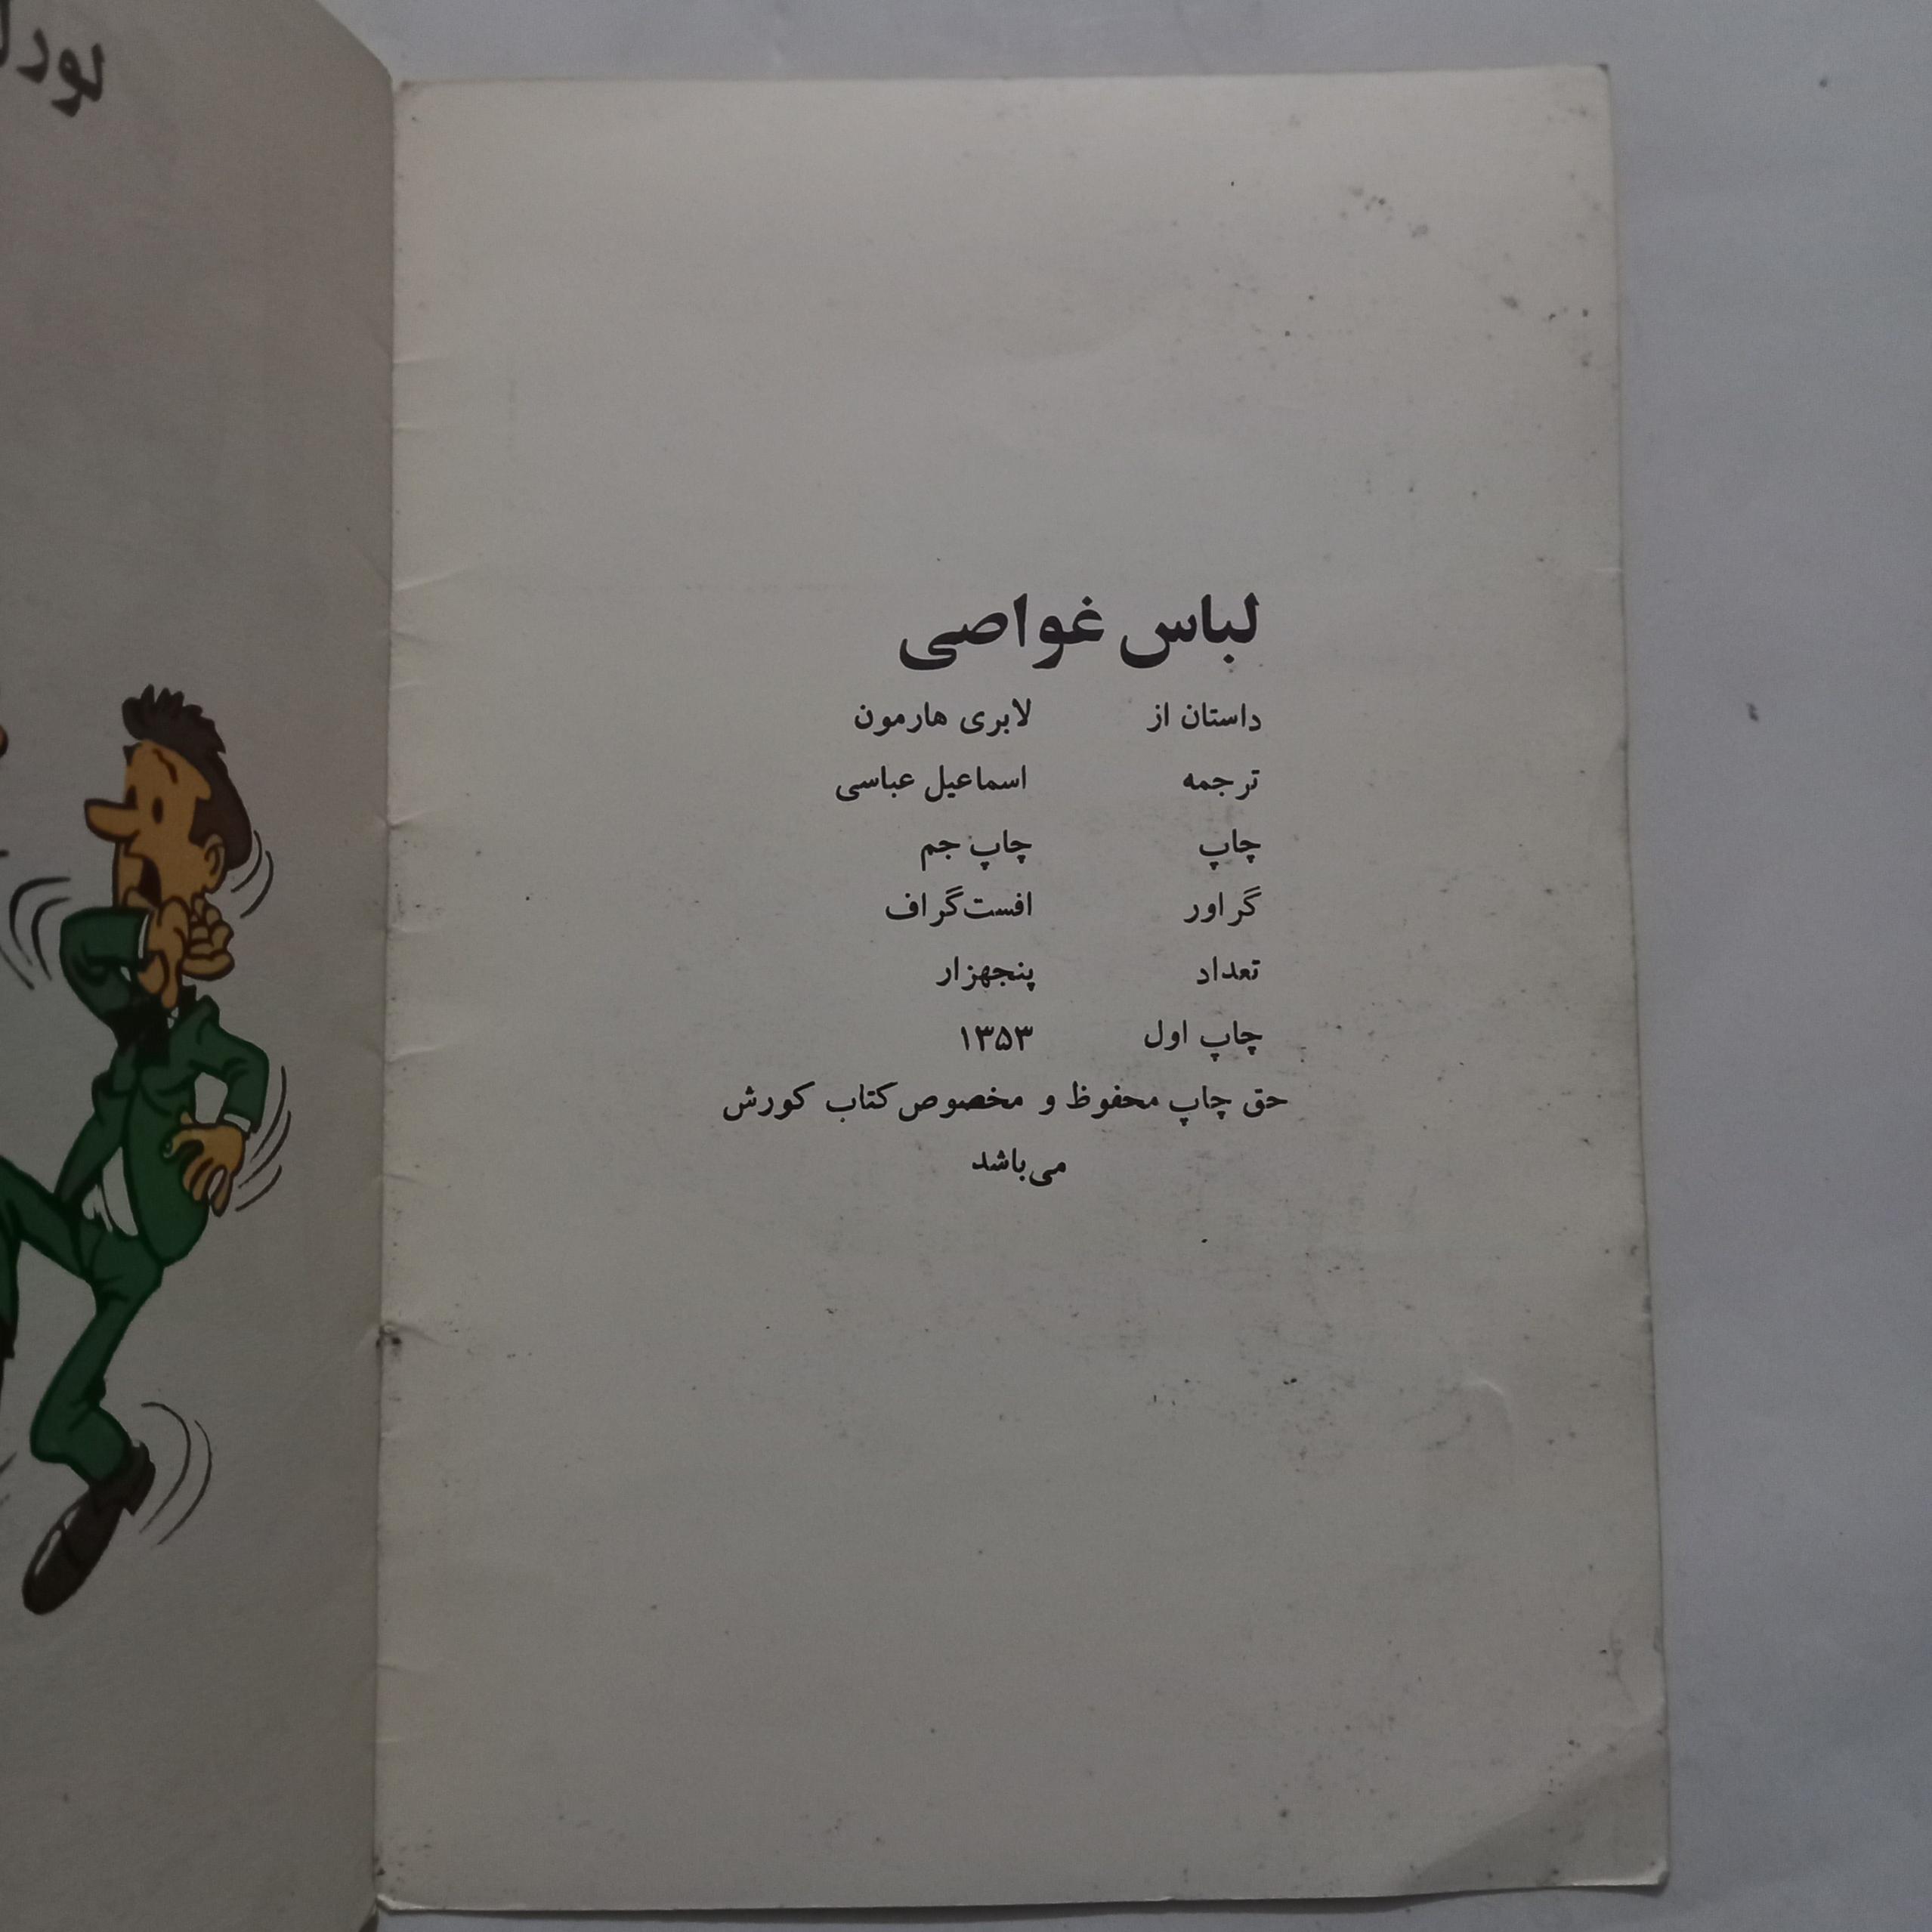 لباس غواصی
داستان از لابری هارمون
ترجمه اسماعیل عباسی
چاپ چاپ جم
گراور افست‌گراف
تعداد پنجهزار
چاپ اول ۱۳۵۳
حق چاپ محفوظ و مخصوص کتاب کورش
می‌باشد